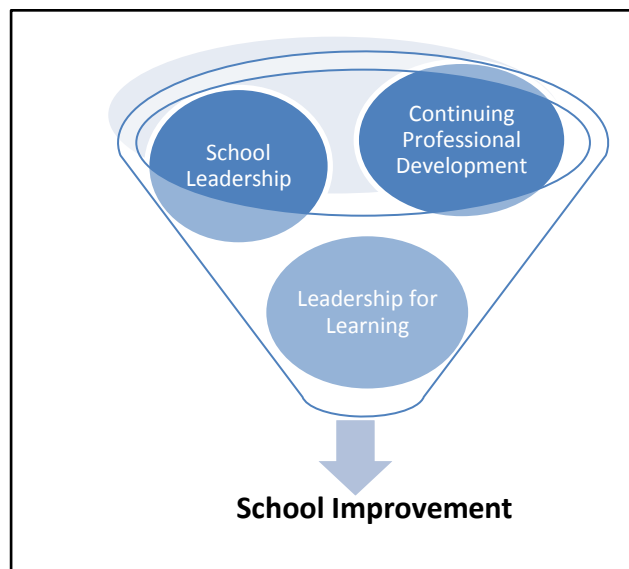 Continuing
Professional
Development
School
Leadership
Leadership for
Learning
School Improvement